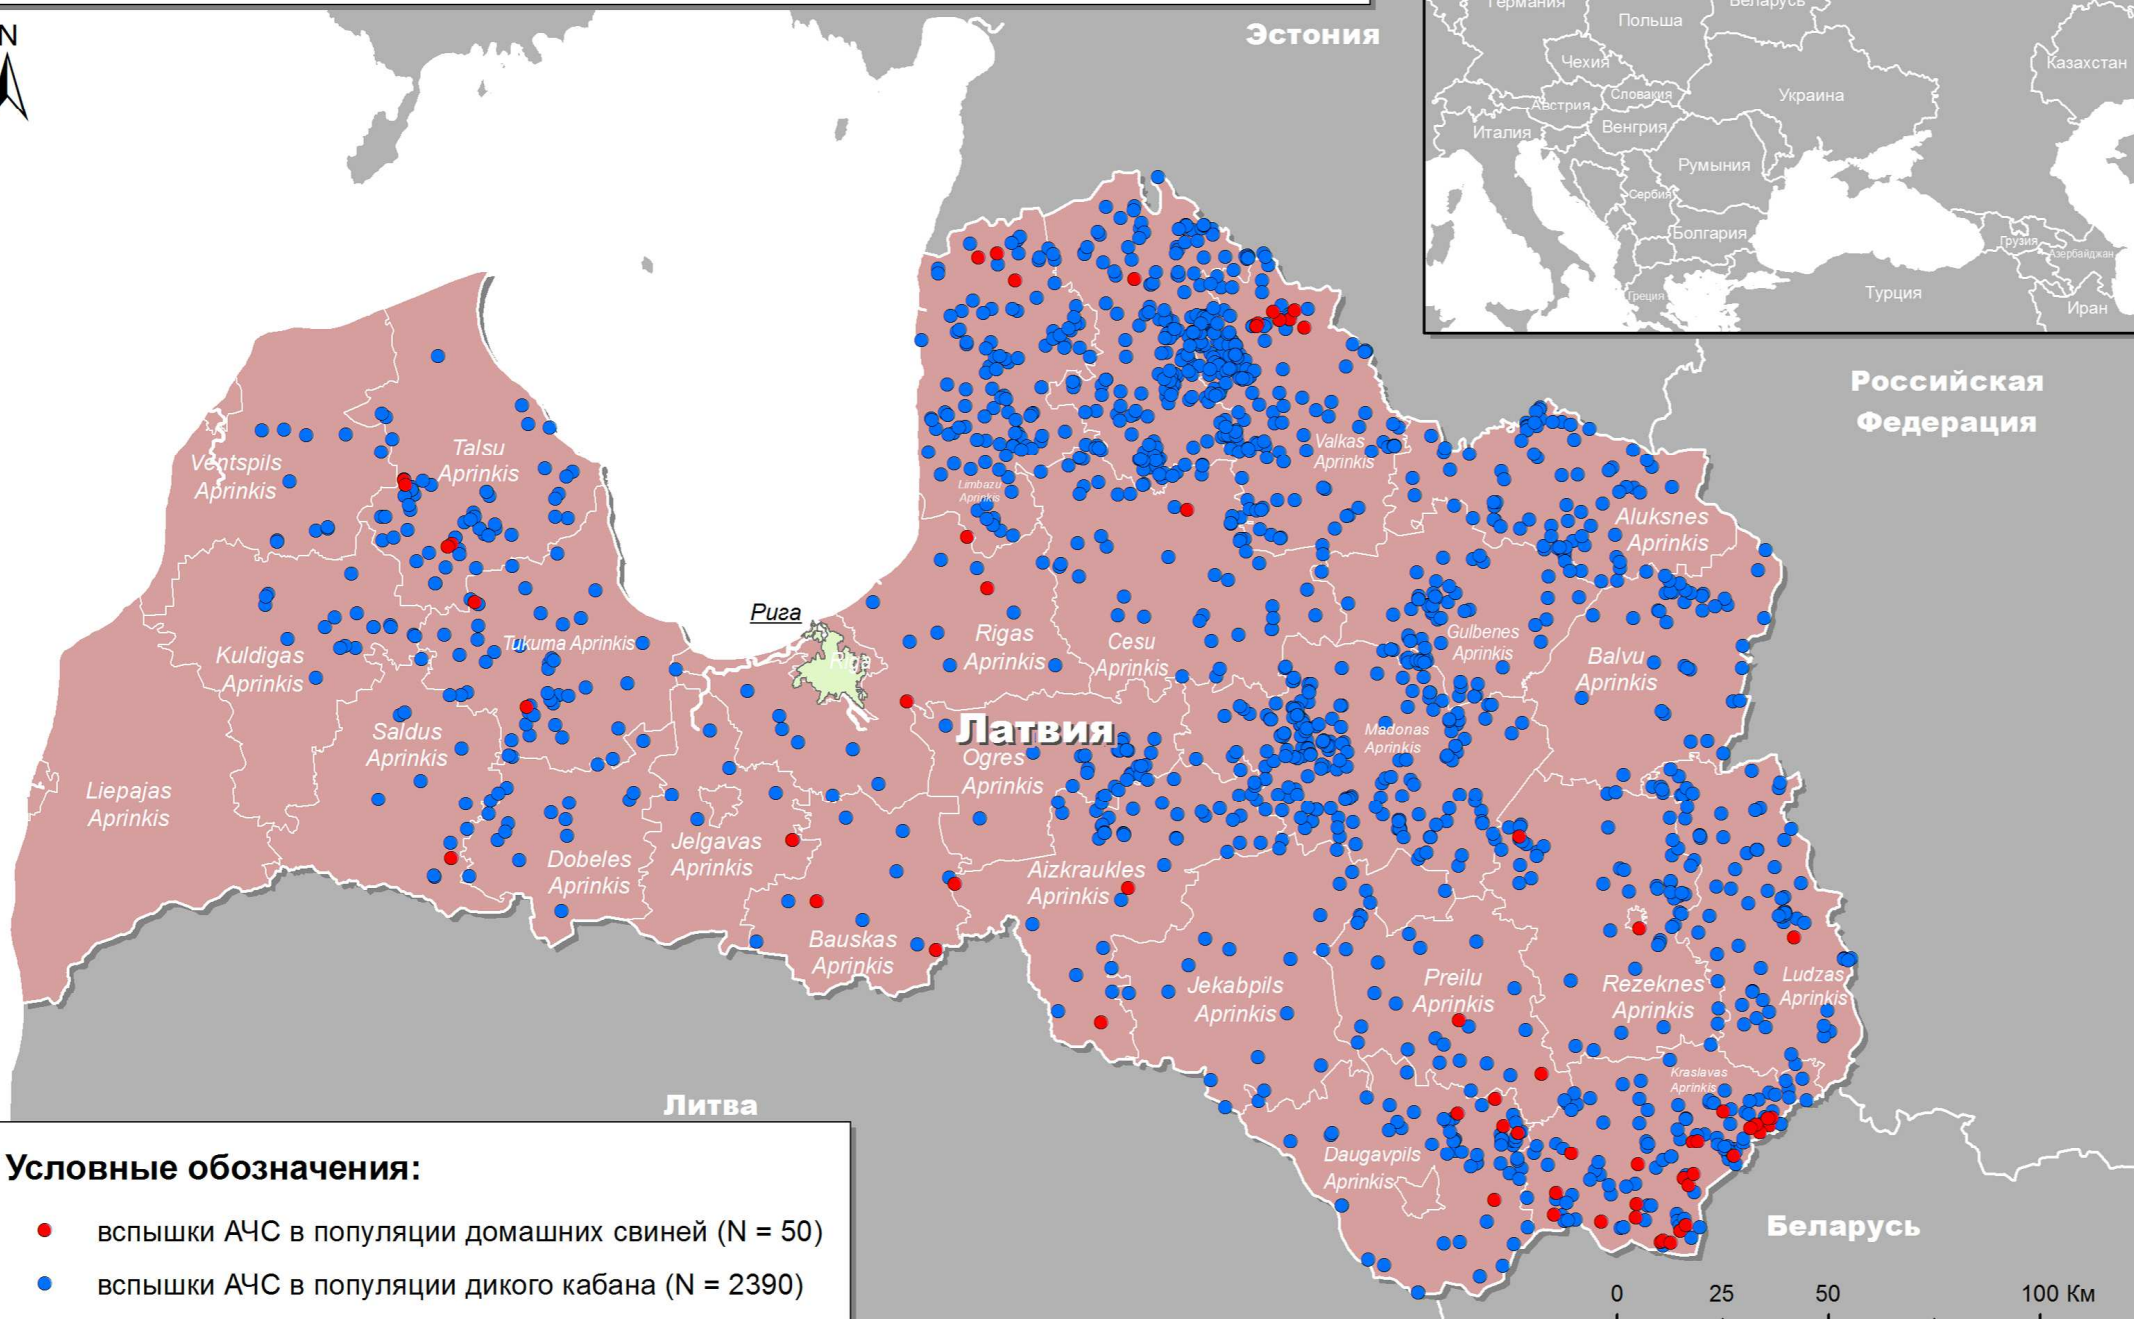 N
Эстония
Германия
Польша
Беларусь
Чехия
Словакия
Австрия
Венгрия
Италия
Украина
Казахстан
Румыния
Сербия
Болгария
Грузия
Азербайджан
Греция
Турция
Иран
Российская
Федерация
Ventspils
Aprinkis
Talsu
Aprinkis
Valkas
Aprinkis
Limbazu
Aprinkis
Aluksnes
Aprinkis
Рига
Riga
Kuldigas
Aprinkis
Tukuma Aprinkis
Rigas
Aprinkis
Cesu
Aprinkis
Gulbenes
Aprinkis
Balvu
Aprinkis
Saldus
Aprinkis
Латвия
Ogres
Aprinkis
Madonas
Aprinkis
Liepajas
Aprinkis
Dobeles
Aprinkis
Jelgavas
Aprinkis
Aizkraukles
Aprinkis
Bauskas
Aprinkis
Jekabpils
Aprinkis
Preilu
Aprinkis
Rezeknes
Aprinkis
Ludzas
Aprinkis
Kraslavas
Aprinkis
Daugavpils
Aprinkis
Литва
Беларусь
Условные обозначения:
вспышки АЧС в популяции домашних свиней (N = 50)
вспышки АЧС в популяции дикого кабана (N = 2390)
0 25 50 100 Км